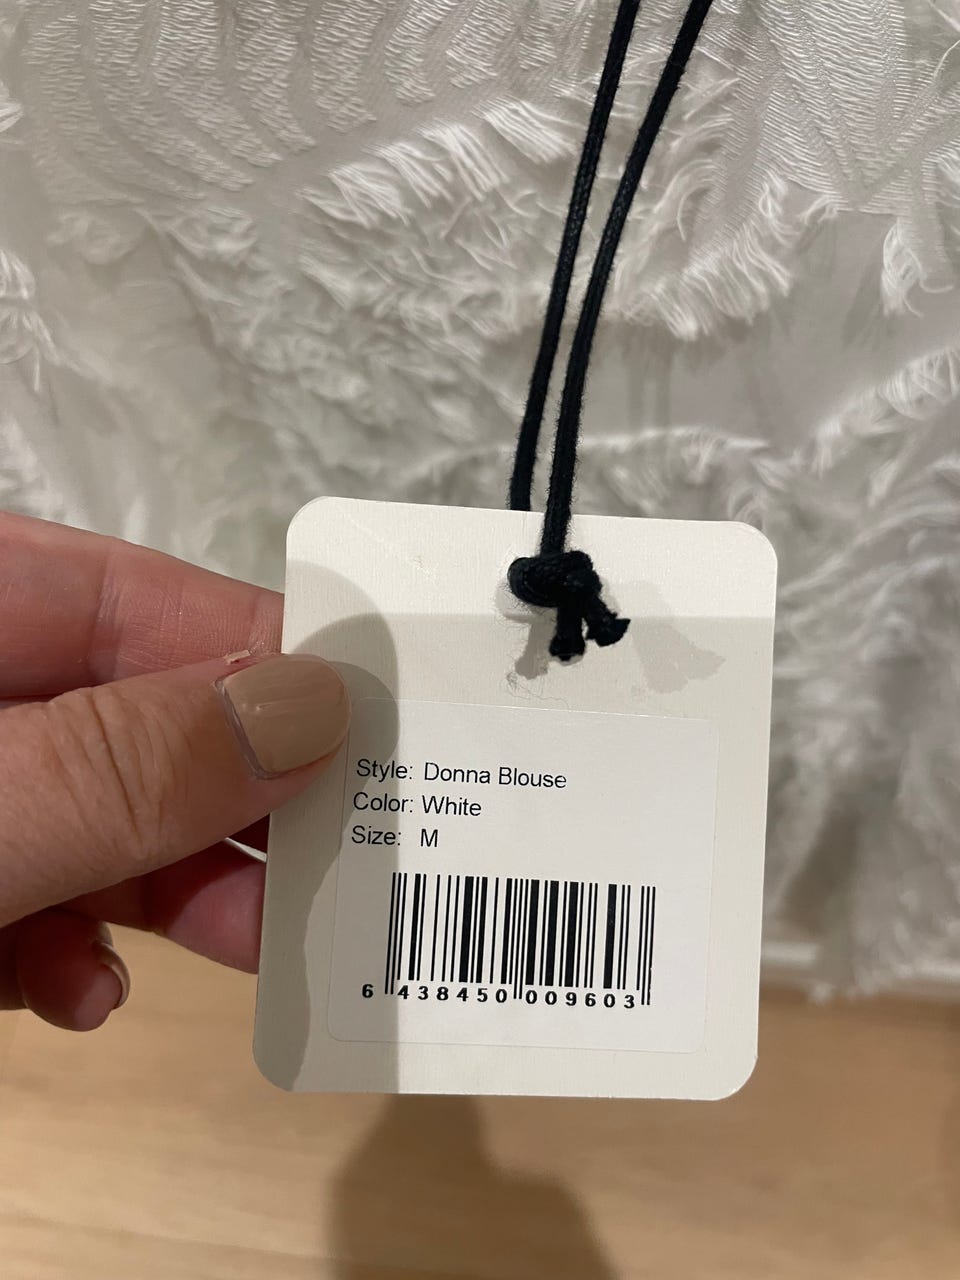 Style: Donna Blouse
Color: White
Size: M
6 438450 009603